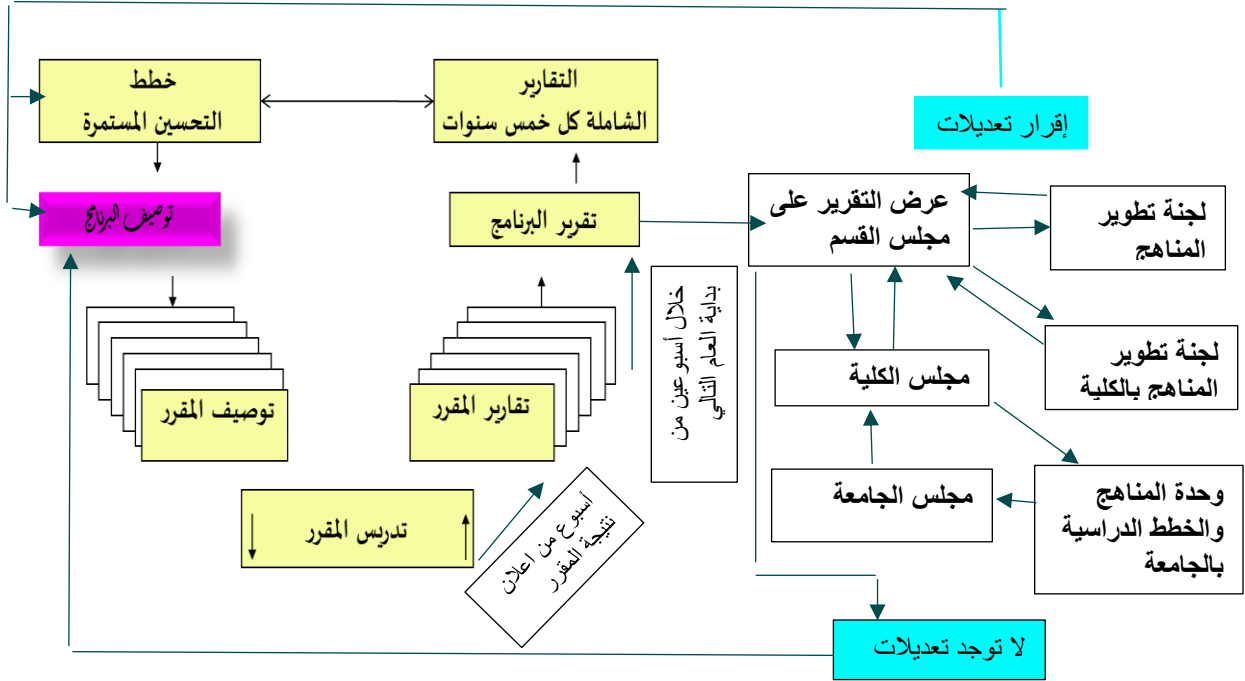 خطط
التحسين المستمرة
التقارير
الشاملة كل خمس سنوات
إقرار تعديلات
توصيف البرنامج
تقرير البرنامج
عرض التقرير على
مجلس القسم
لجنة تطوير
المناهج
خلال أسبوعين من
بداية العام التالي
لجنة تطوير
المناهج بالكلية
مجلس الكلية
توصيف المقرر
تقارير المقرر
مجلس الجامعة
وحدة المناهج
والخطط الدراسية
بالجامعة
تدريس المقرر
أسبوع من اعلان
نتيجة المقرر
لا توجد تعديلات